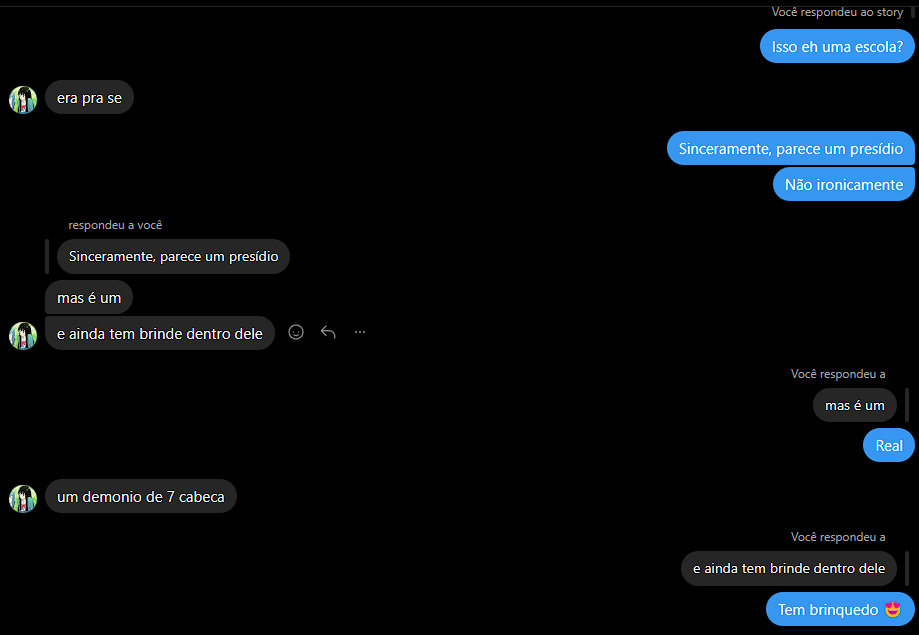 Você respondeu ao story
Isso eh uma escola?
era pra se
Sinceramente, parece um presídio
Não ironicamente
respondeu a você
Sinceramente, parece um presídio
mas é um
e ainda tem brinde dentro dele
Você respondeu a
mas é um
Real
um demonio de 7 cabeca
Você respondeu a
e ainda tem brinde dentro dele
Tem brinquedo 😍